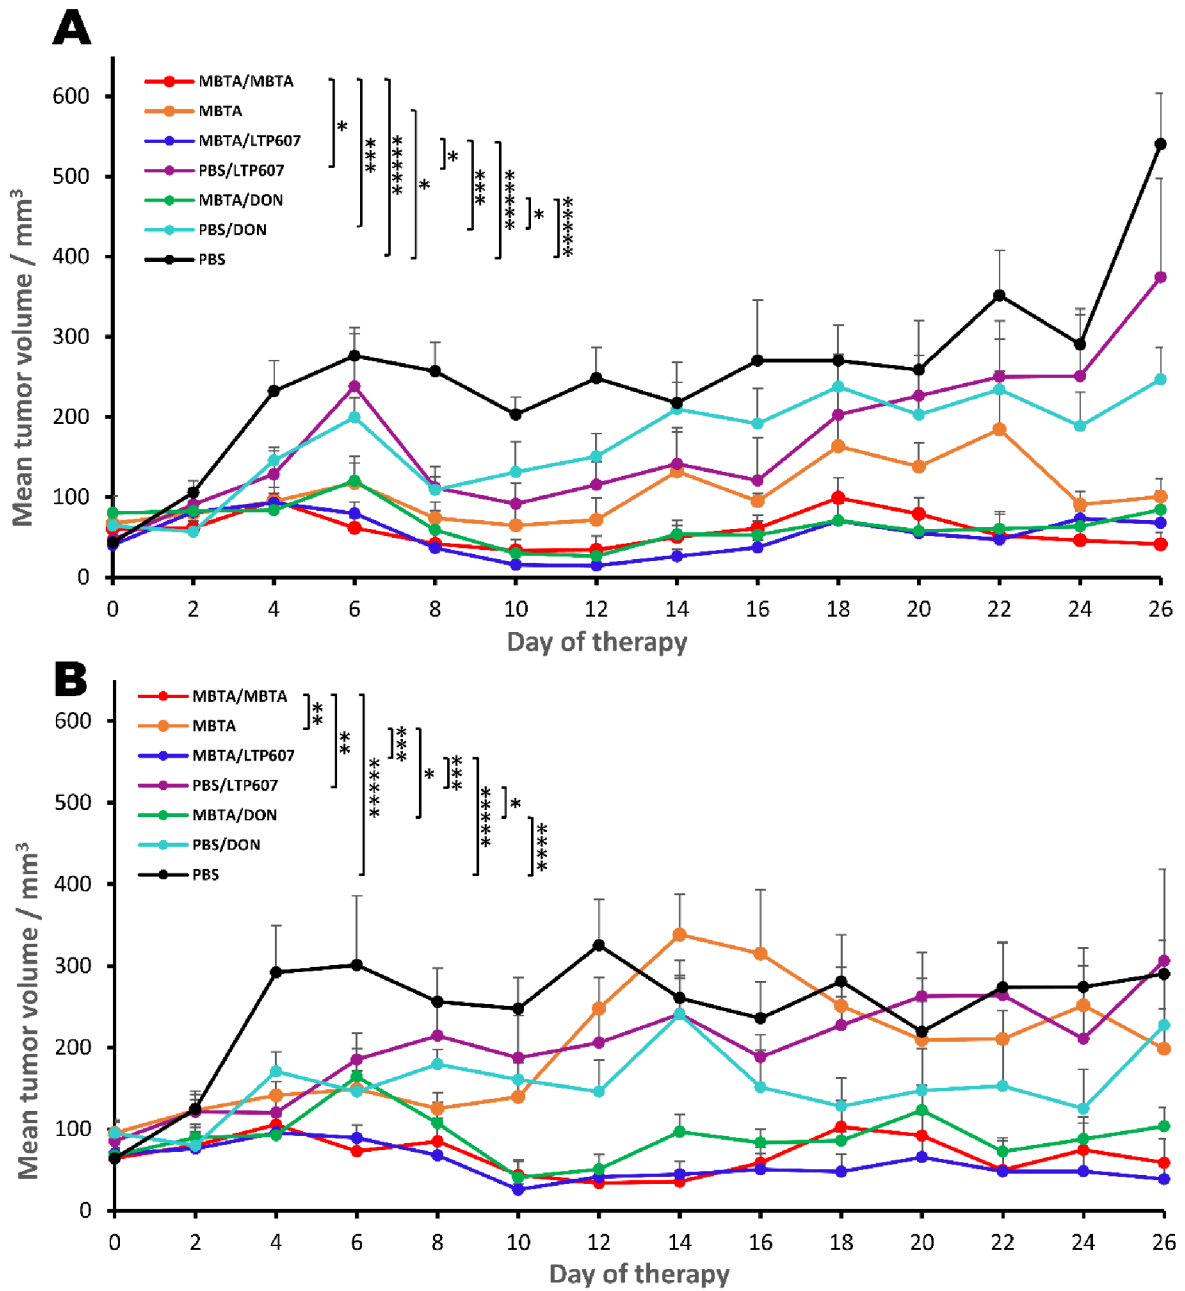 A
Mean tumor volume / mm³
600
500
400
300
200
100
0
MBTA/MBTA
MBTA
MBTA/LTP607
PBS/LTP607
MBTA/DON
PBS/DON
PBS
*
***
*****
*
*
***
*****
*
*****
0 2 4 6 8 10 12 14 16 18 20 22 24 26
Day of therapy
B
Mean tumor volume / mm³
600
500
400
300
200
100
0
MBTA/MBTA
MBTA
MBTA/LTP607
PBS/LTP607
MBTA/DON
PBS/DON
PBS
**
**
*****
***
*
***
*****
*
****
0 2 4 6 8 10 12 14 16 18 20 22 24 26
Day of therapy